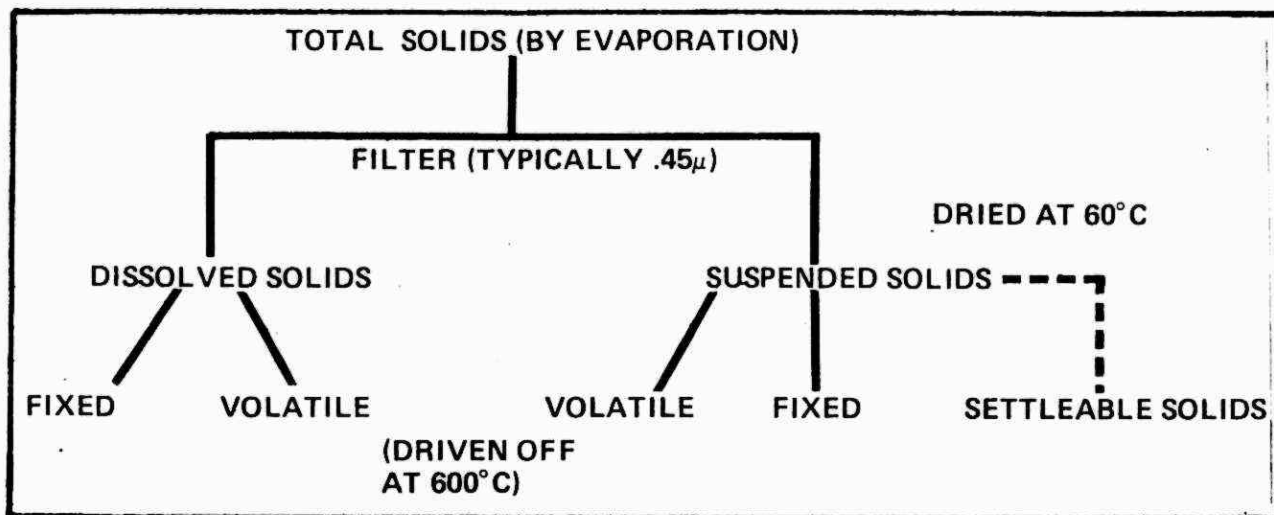 TOTAL SOLIDS (BY EVAPORATION)
FILTER (TYPICALLY .45μ)
DRIED AT 60°C
DISSOLVED SOLIDS
SUSPENDED SOLIDS
FIXED
VOLATILE
VOLATILE
FIXED
SETTLEABLE SOLIDS
(DRIVEN OFF
AT 600°C)